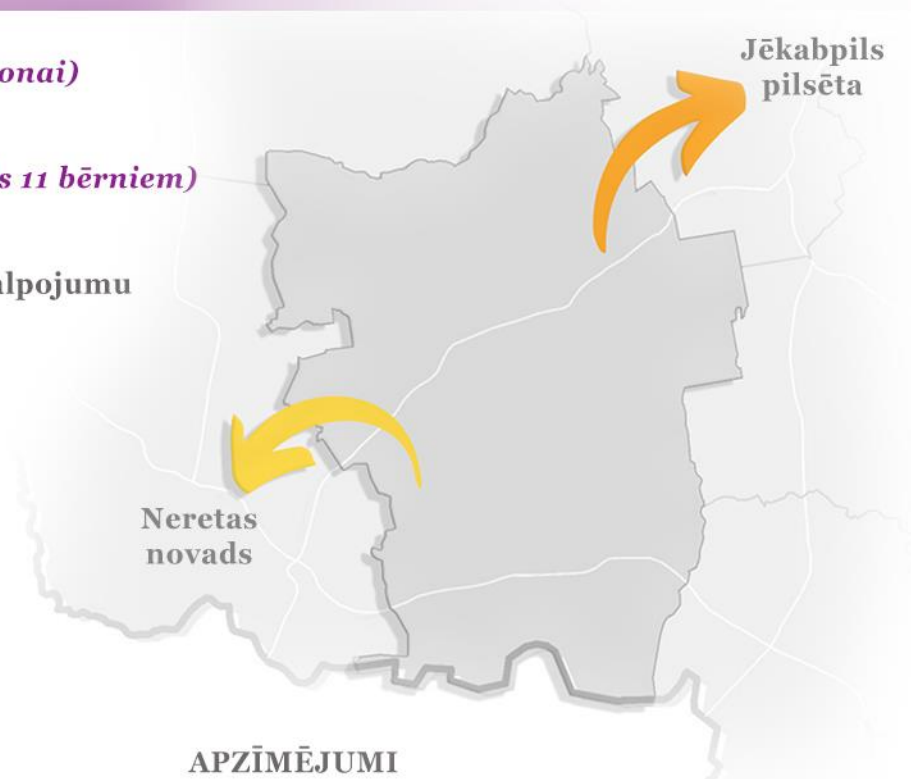 onai)
Jēkabpils
pilsēta
s 11 bērniem)
alpojumu
Neretas
novads
APZĪMĒJUMI